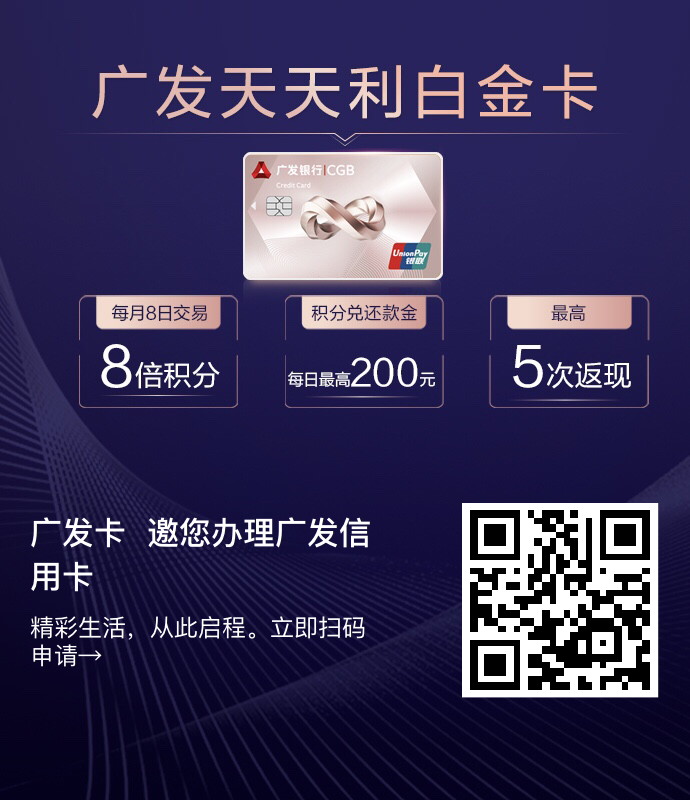 广发天天利白金卡
广发银行|CGB
Credit Card
UnionPay
银联
每月8日交易
积分兑还款金
最高
8倍积分
每日最高200元
5次返现
广发卡 邀您办理广发信
用卡
精彩生活，从此启程。立即扫码
申请→